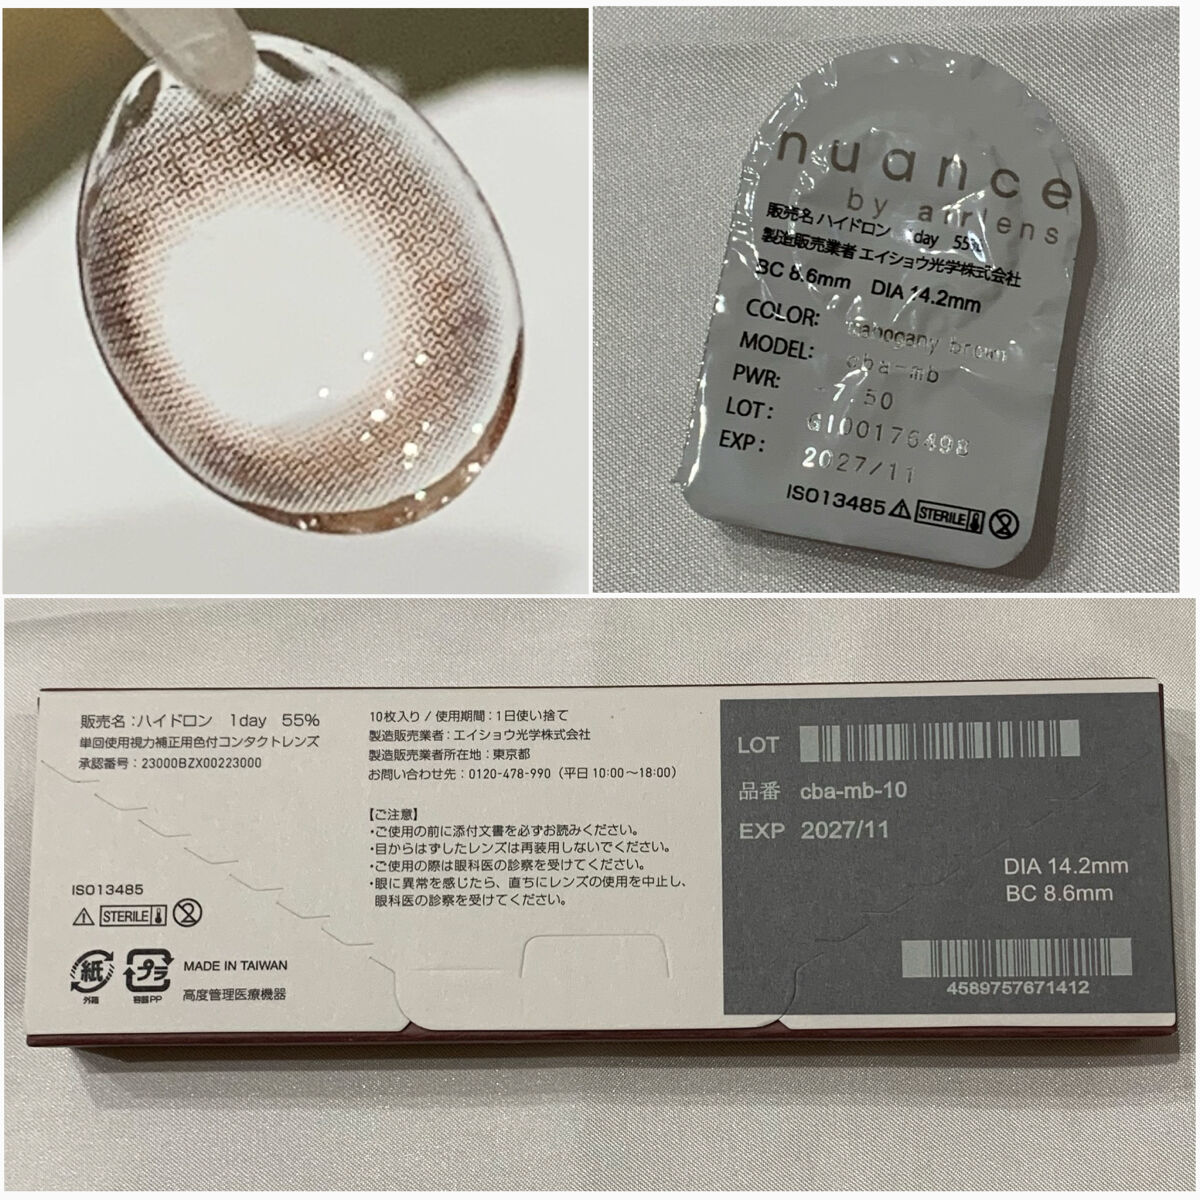 nuance
by airlens
販売名 ハイドロン 1day 55%
製造販売業者 エイショウ光学株式会社
BC 8.6mm DIA 14.2mm
COLOR: mahogany brown
MODEL: cba-mb
PWR: -7.50
LOT: G100176498
EXP: 2027/11
ISO13485 STERILE
販売名：ハイドロン 1day 55%
単回使用視力補正用色付コンタクトレンズ
承認番号：23000BZX00223000
ISO13485
STERILE
紙
外箱
プラ
容器PP
MADE IN TAIWAN
高度管理医療機器
10枚入り / 使用期間：1日使い捨て
製造販売業者：エイショウ光学株式会社
製造販売業者所在地：東京都
お問い合わせ先：0120-478-990（平日 10:00～18:00）
【ご注意】
・ご使用の前に添付文書を必ずお読みください。
・目からはずしたレンズは再装用しないでください。
・ご使用の際は眼科医の診察を受けてください。
・眼に異常を感じたら、直ちにレンズの使用を中止し、
眼科医の診察を受けてください。
LOT
品番 cba-mb-10
EXP 2027/11
DIA 14.2mm
BC 8.6mm
4589757671412